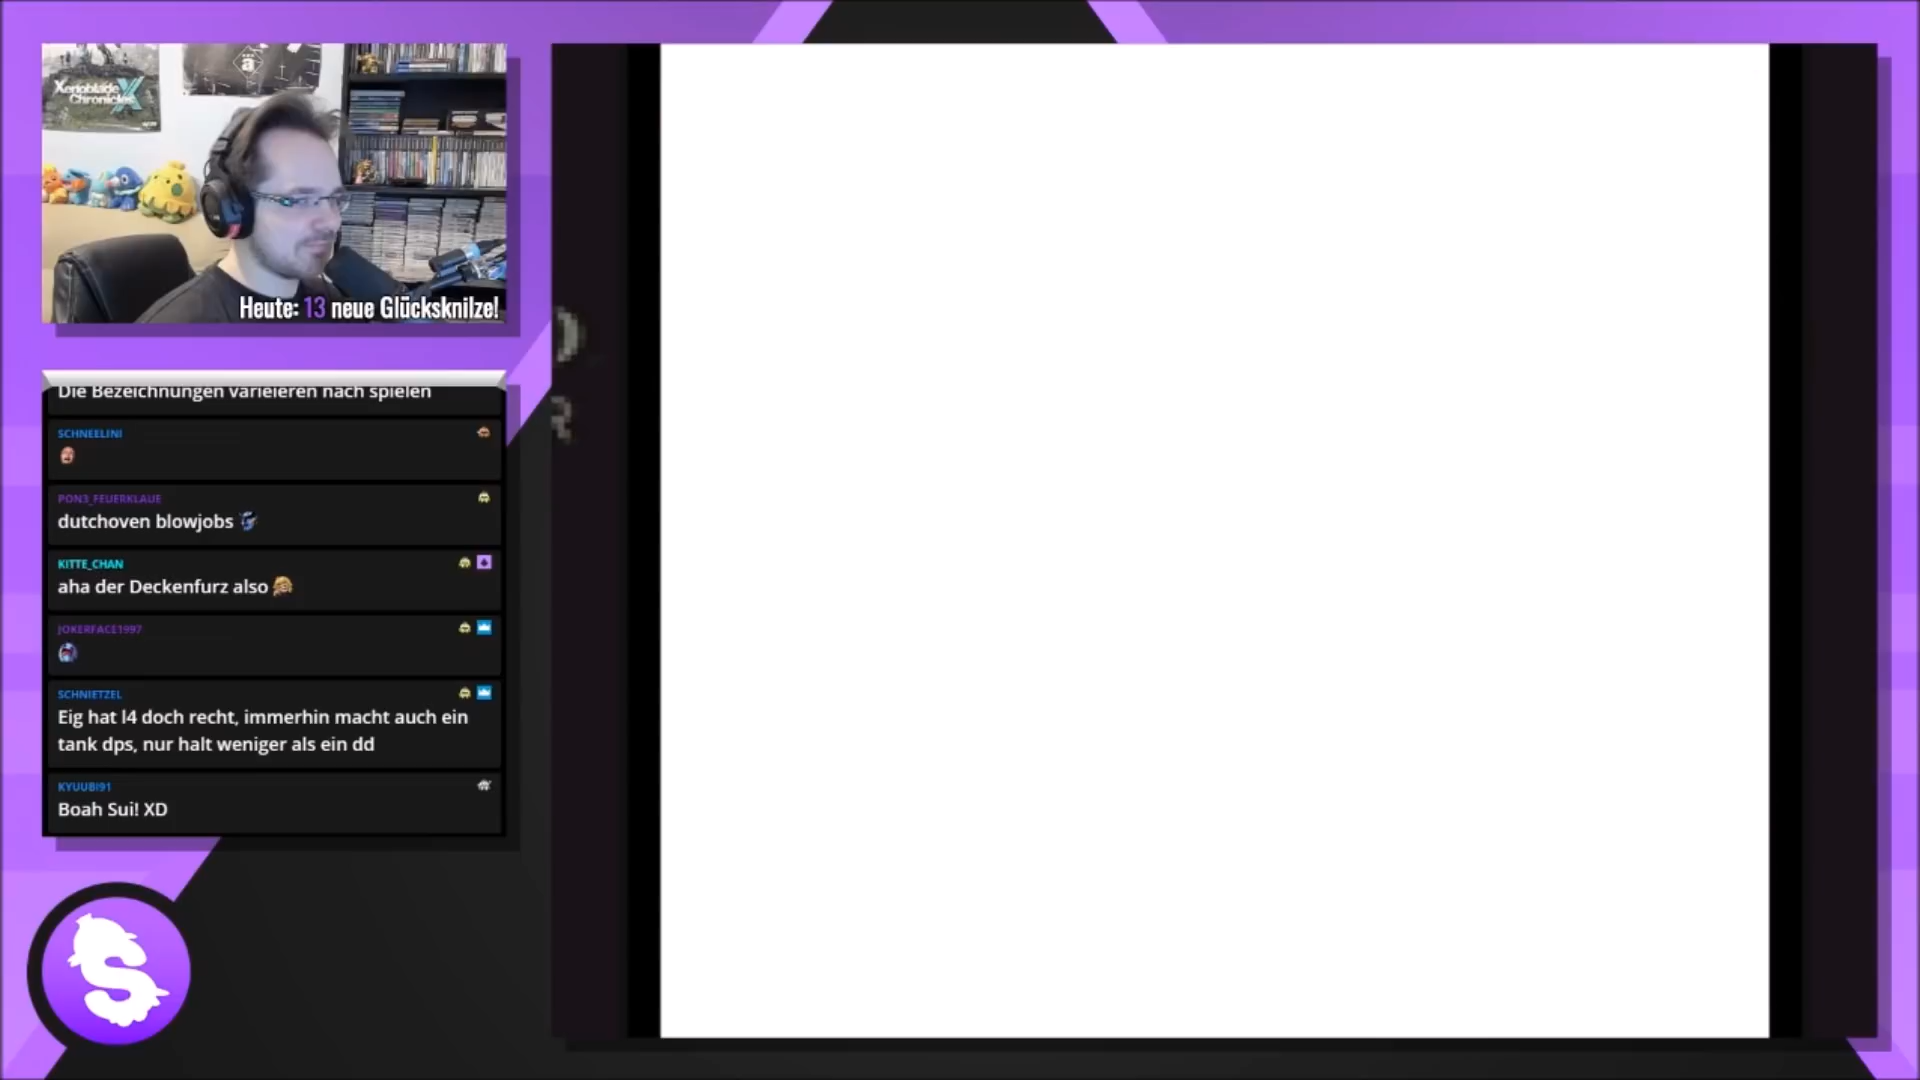 Xenoblade
Chronicles X
Heute: 13 neue Glücksknilze!
Die Bezeichnungen varieieren nach spielen
SCHNEELINI
PON3_FEUERKLAUE
dutchoven blowjobs
KITTE_CHAN
aha der Deckenfurz also
JOKERFACE1997
SCHNIETZEL
Eig hat l4 doch recht, immerhin macht auch ein
tank dps, nur halt weniger als ein dd
KYUUBI91
Boah Sui! XD
S